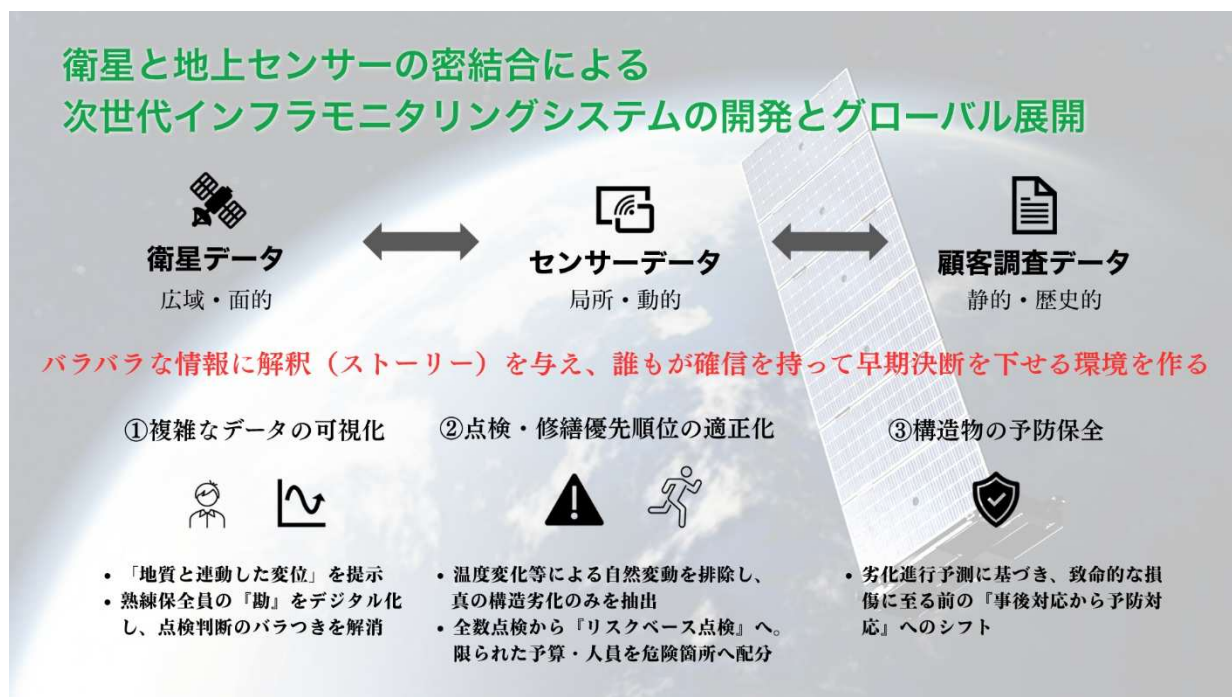 衛星と地上センサーの密結合による
次世代インフラモニタリングシステムの開発とグローバル展開
衛星データ
広域・面的
センサーデータ
局所・動的
顧客調査データ
静的・歴史的
バラバラな情報に解釈（ストーリー）を与え、誰もが確信を持って早期決断を下せる環境を作る
①複雑なデータの可視化
• 「地質と連動した変位」を提示
• 熟練保全員の『勘』をデジタル化
し、点検判断のバラつきを解消
②点検・修繕優先順位の適正化
• 温度変化等による自然変動を排除し、
真の構造劣化のみを抽出
• 全数点検から『リスクベース点検』へ。
限られた予算・人員を危険箇所へ配分
③構造物の予防保全
• 劣化進行予測に基づき、致命的な損
傷に至る前の『事後対応から予防対
応』へのシフト